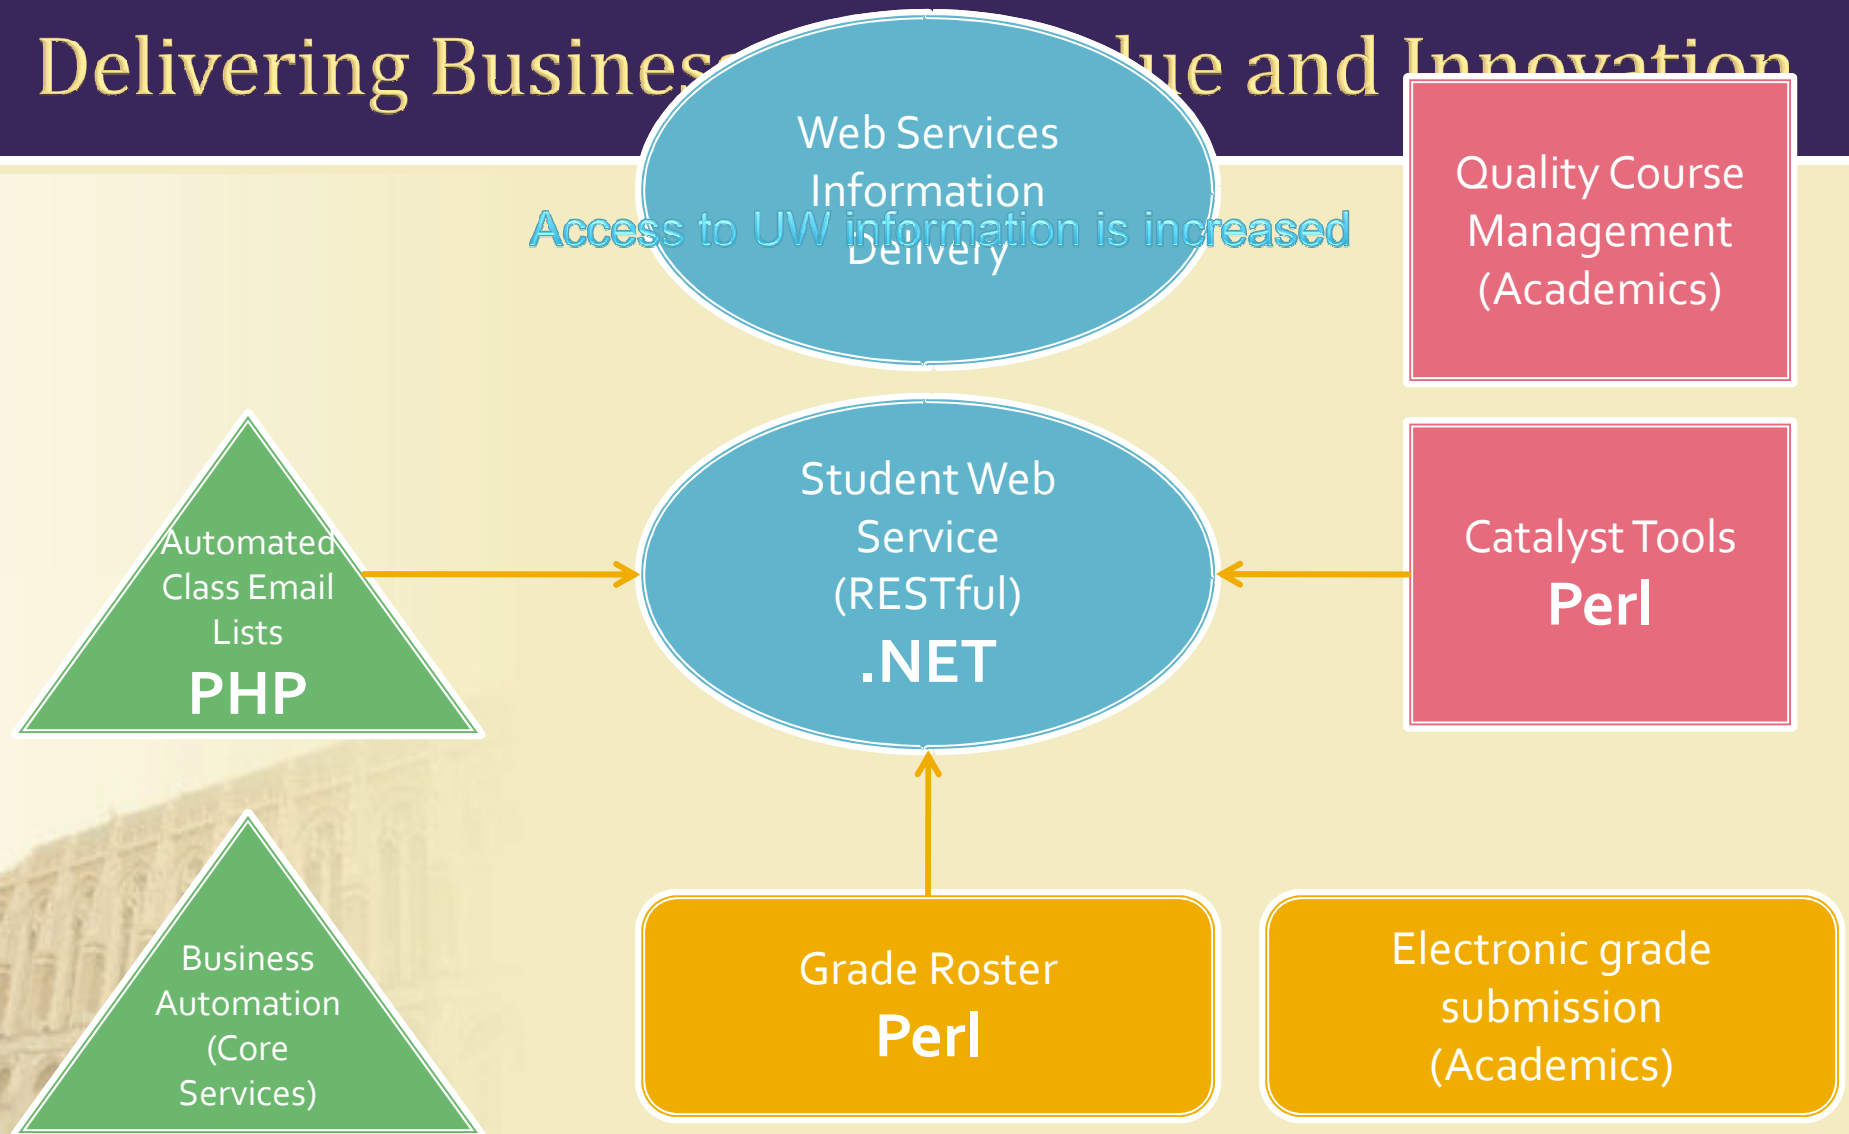 Delivering Business
and Innovation
Web Services
Information
Delivery
Access to UW information is increased
Quality Course
Management
(Academics)
Automated
Class Email
Lists
PHP
Student Web
Service
(RESTful)
.NET
Catalyst Tools
Perl
Business
Automation
(Core
Services)
Grade Roster
Perl
Electronic grade
submission
(Academics)